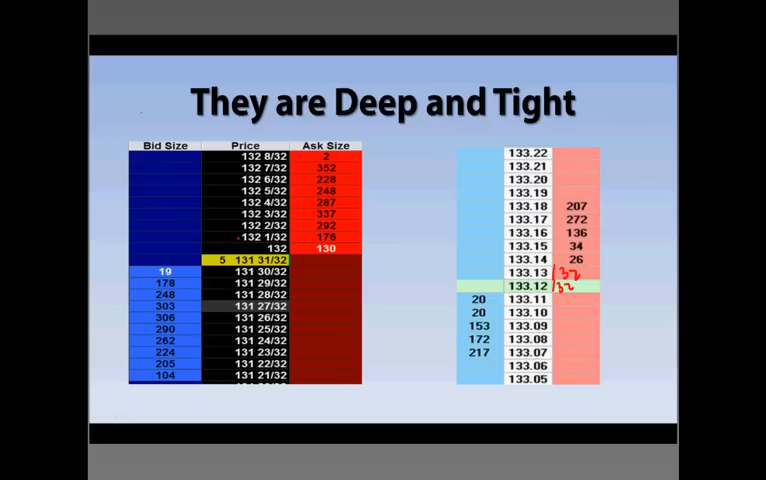 They are Deep and Tight
Bid Size Price Ask Size
132 8/32 2
132 7/32 352
132 6/32 228
132 5/32 248
132 4/32 287
132 3/32 337
132 2/32 292
132 1/32 176
132 130
5 131 31/32
19 131 30/32
178 131 29/32
248 131 28/32
303 131 27/32
306 131 26/32
290 131 25/32
262 131 24/32
224 131 23/32
205 131 22/32
104 131 21/32
133.22
133.21
133.20
133.19
133.18 207
133.17 272
133.16 136
133.15 34
133.14 26
133.13 /32
133.12 /32
20 133.11
20 133.10
153 133.09
172 133.08
217 133.07
133.06
133.05